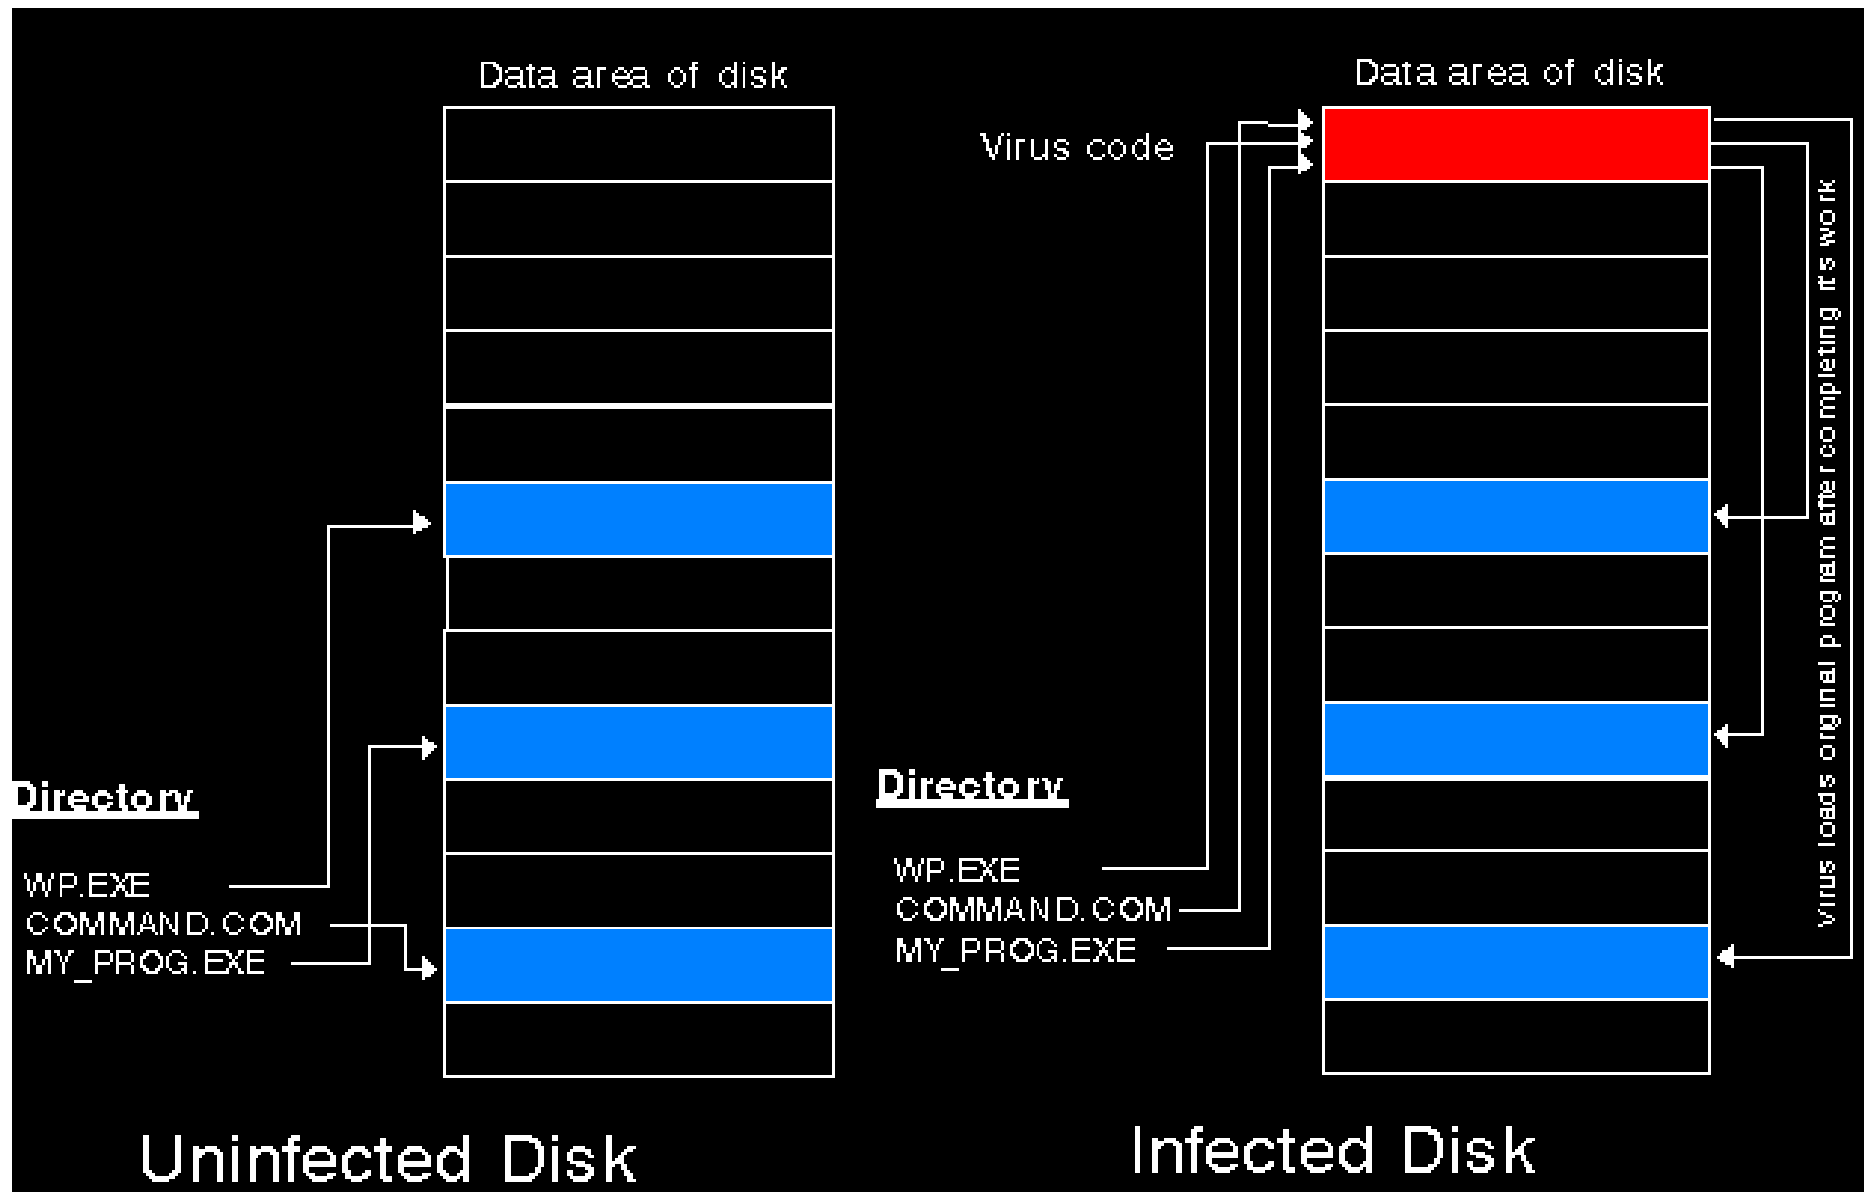 Data area of disk
Directory
WP.EXE
COMMAND.COM
MY_PROG.EXE
Uninfected Disk
Data area of disk
Virus code
Directory
WP.EXE
COMMAND.COM
MY_PROG.EXE
Virus loads original program after completing its work
Infected Disk